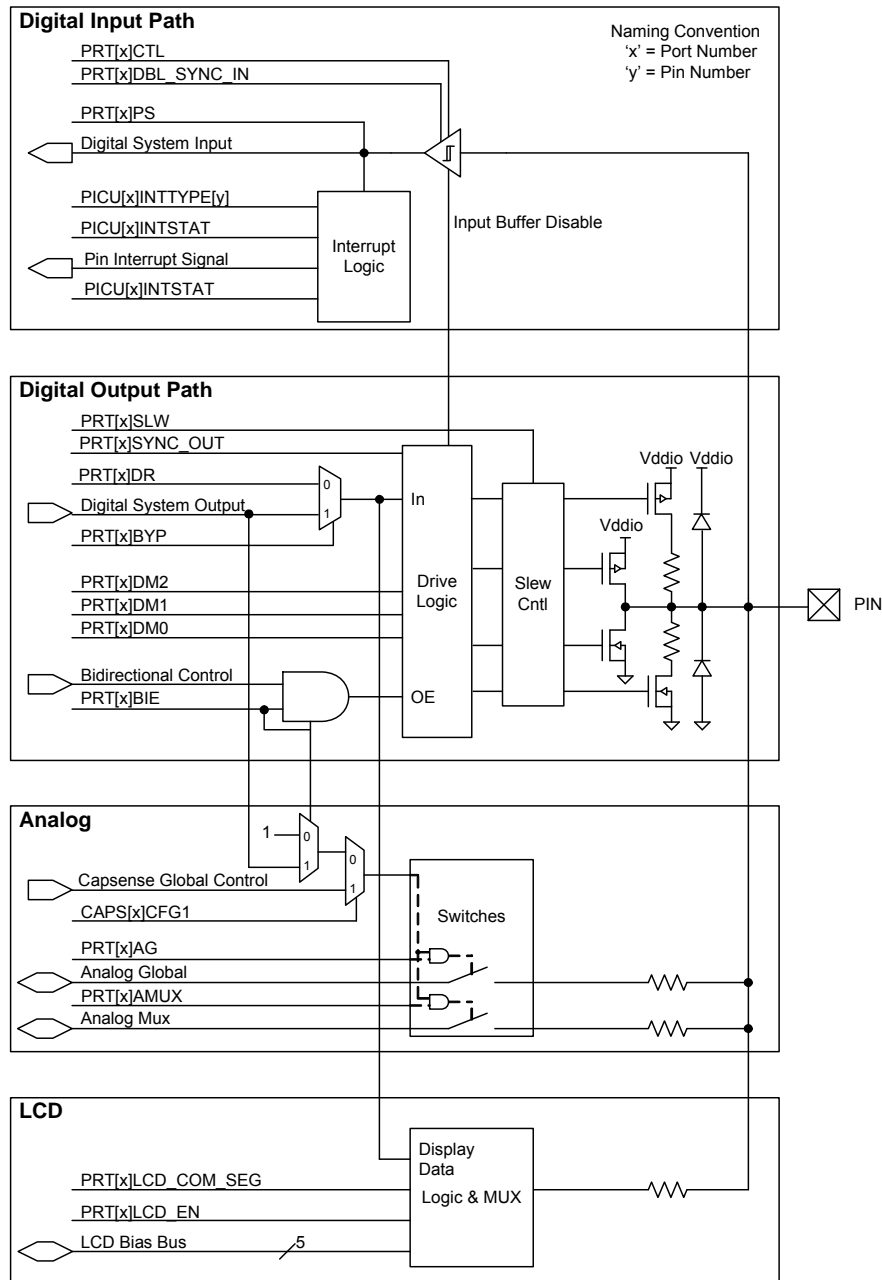 Digital Input Path
Naming Convention
'x' = Port Number
'y' = Pin Number
PRT[x]CTL
PRT[x]DBL_SYNC_IN
PRT[x]PS
Digital System Input
PICU[x]INTTYPE[y]
PICU[x]INTSTAT
Pin Interrupt Signal
PICU[x]INTSTAT
Interrupt
Logic
Input Buffer Disable
Digital Output Path
PRT[x]SLW
PRT[x]SYNC_OUT
PRT[x]DR
Digital System Output
PRT[x]BYP
0
1
In
PRT[x]DM2
PRT[x]DM1
PRT[x]DM0
Drive
Logic
Slew
Cntl
Vddio Vddio
Vddio
PIN
Bidirectional Control
PRT[x]BIE
OE
Analog
1
0
1
0
1
Capsense Global Control
CAPS[x]CFG1
Switches
PRT[x]AG
Analog Global
PRT[x]AMUX
Analog Mux
LCD
Display
Data
Logic & MUX
PRT[x]LCD_COM_SEG
PRT[x]LCD_EN
LCD Bias Bus
5